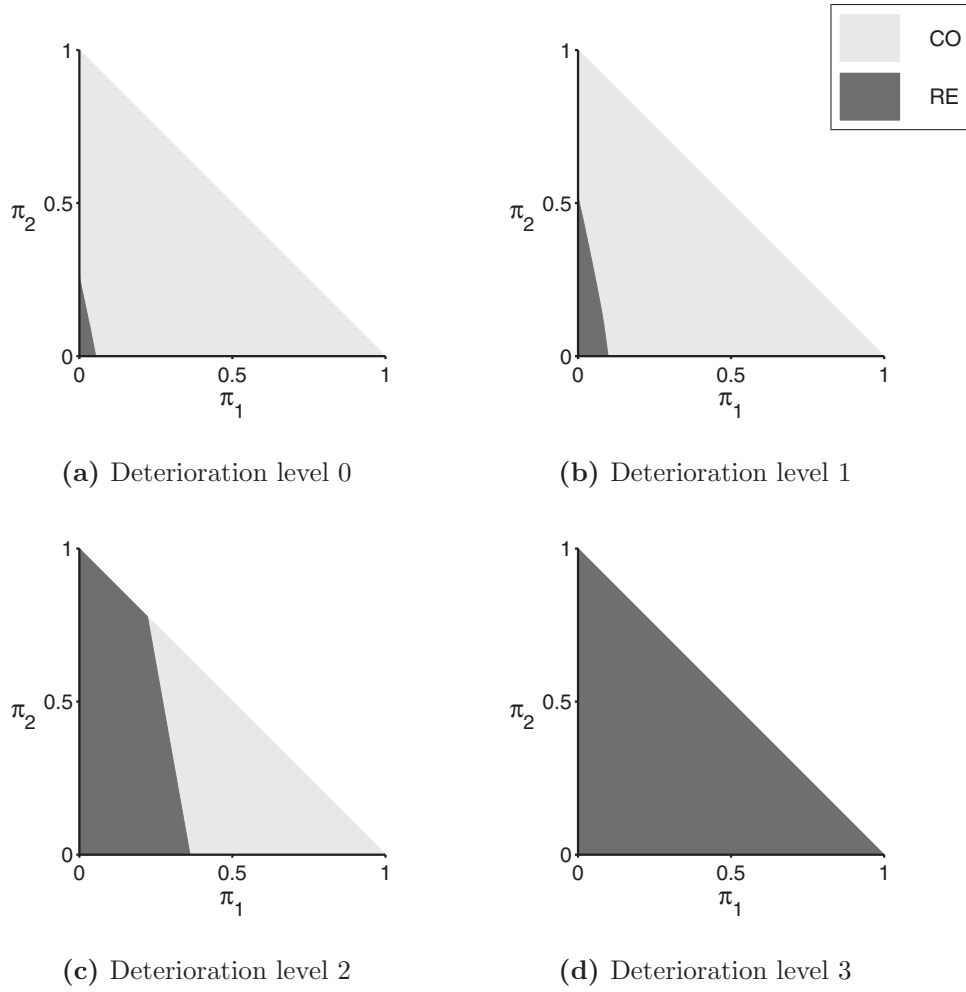 CO
RE
1
0.5
0
π2
0
0.5
1
π1
(a) Deterioration level 0
1
0.5
0
π2
0
0.5
1
π1
(b) Deterioration level 1
1
0.5
0
π2
0
0.5
1
π1
(c) Deterioration level 2
1
0.5
0
π2
0
0.5
1
π1
(d) Deterioration level 3